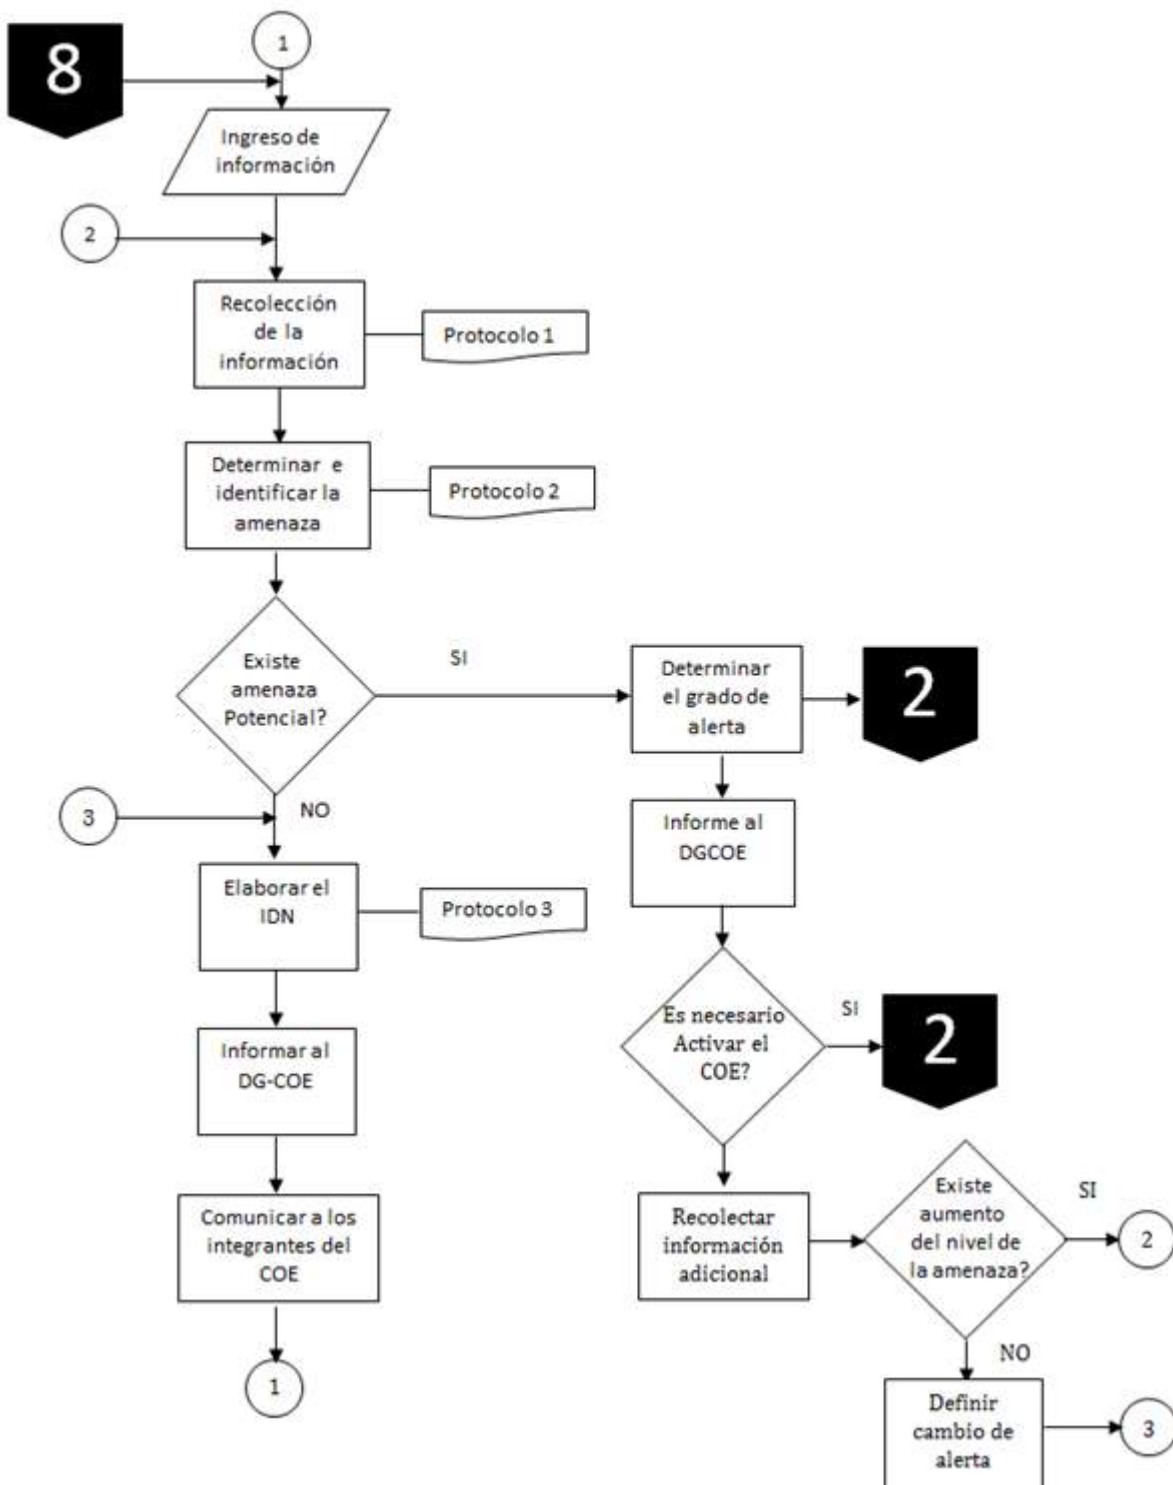 8
1
Ingreso de
información
2
Recolección
de la
información
Protocolo 1
Determinar e
identificar la
amenaza
Protocolo 2
Existe
amenaza
Potencial?
SI
Determinar
el grado de
alerta
2
3
NO
Informe al
DGCOE
Elaborar el
IDN
Protocolo 3
Es necesario
Activar el
COE?
SI
2
Informar al
DG-COE
Comunicar a los
integrantes del
COE
Recolectar
información
adicional
Existe
aumento
del nivel de
la amenaza?
SI
2
1
NO
Definir
cambio de
alerta
3